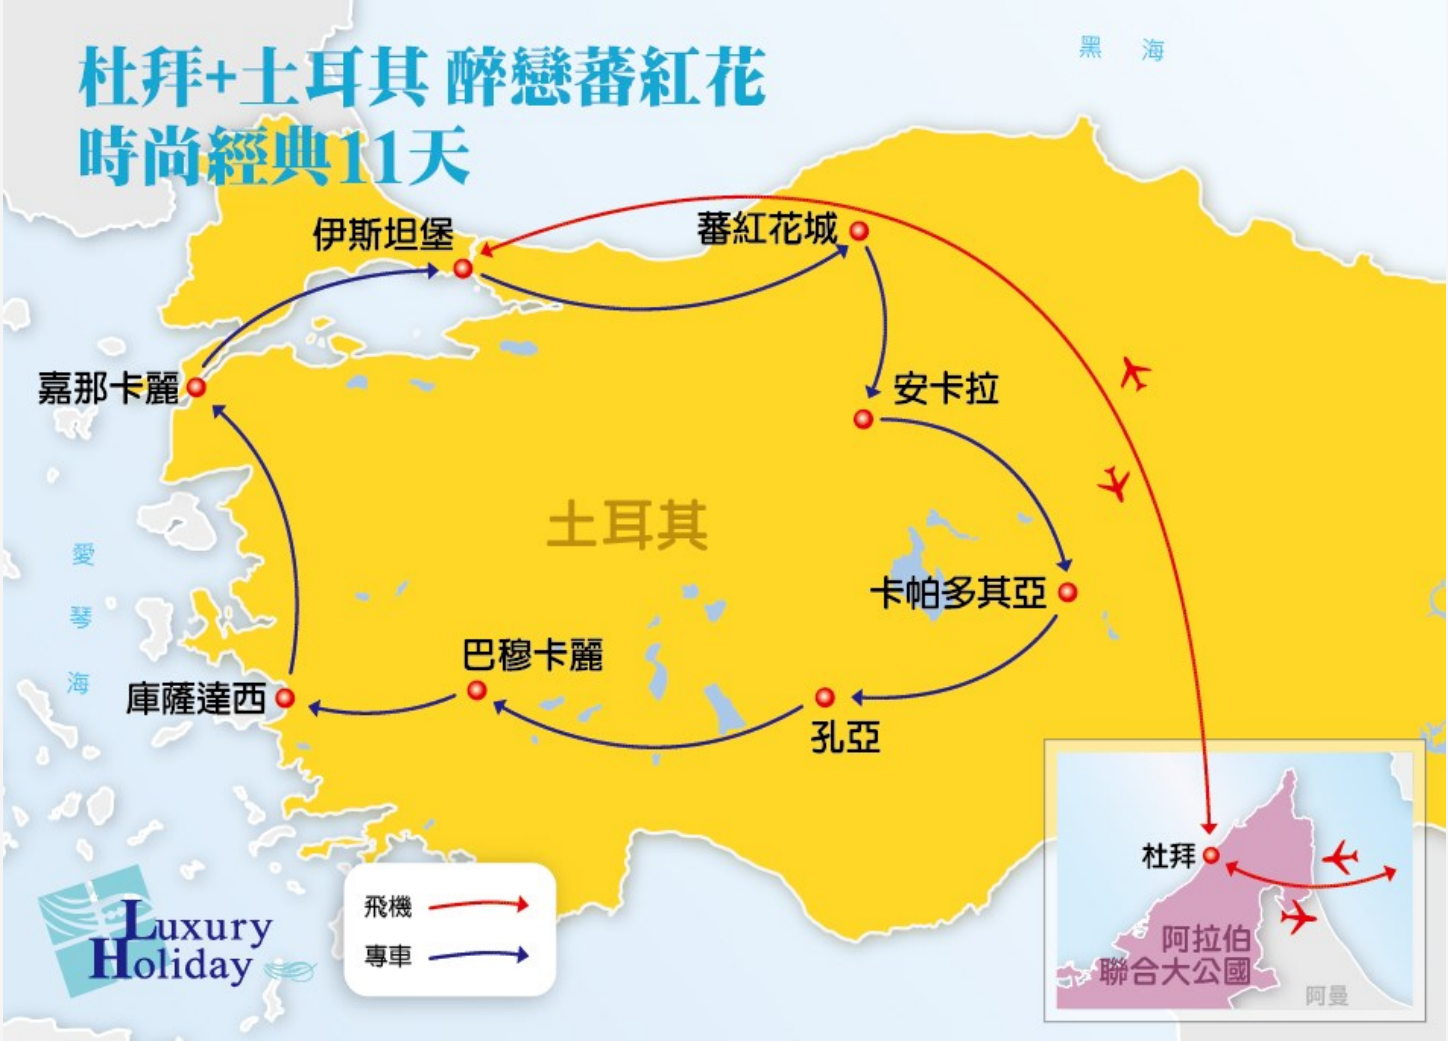 杜拜+土耳其 醉戀蕃紅花
時尚經典11天
黑 海
伊斯坦堡
蕃紅花城
嘉那卡麗
安卡拉
土耳其
愛琴海
卡帕多其亞
巴穆卡麗
庫薩達西
孔亞
杜拜
阿拉伯
聯合大公國
阿曼
飛機
專車
Luxury
Holiday